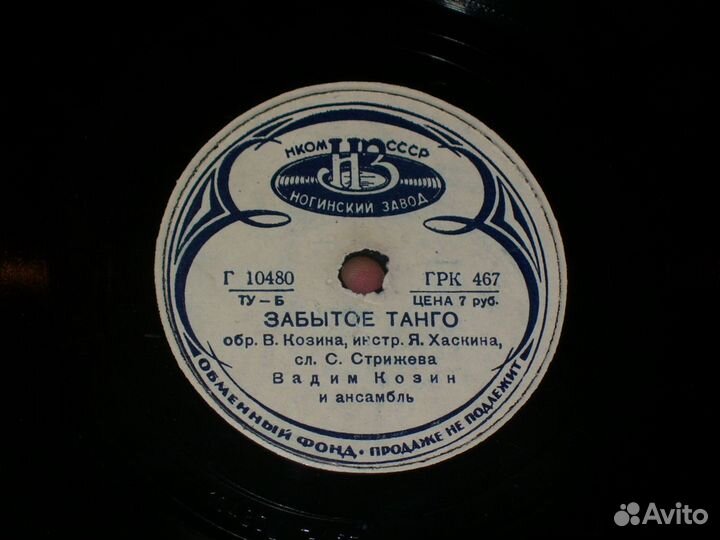 НКОМ НЗ СССР
НОГИНСКИЙ ЗАВОД
Г 10480 ГРК 467
ТУ – Б ЦЕНА 7 руб.
ЗАБЫТОЕ ТАНГО
обр. В. Козина, инстр. Я. Хаскина,
сл. С. Стрижева
Вадим Козин
и ансамбль
ОБМЕННЫЙ ФОНД • ПРОДАЖЕ НЕ ПОДЛЕЖИТ
Avito